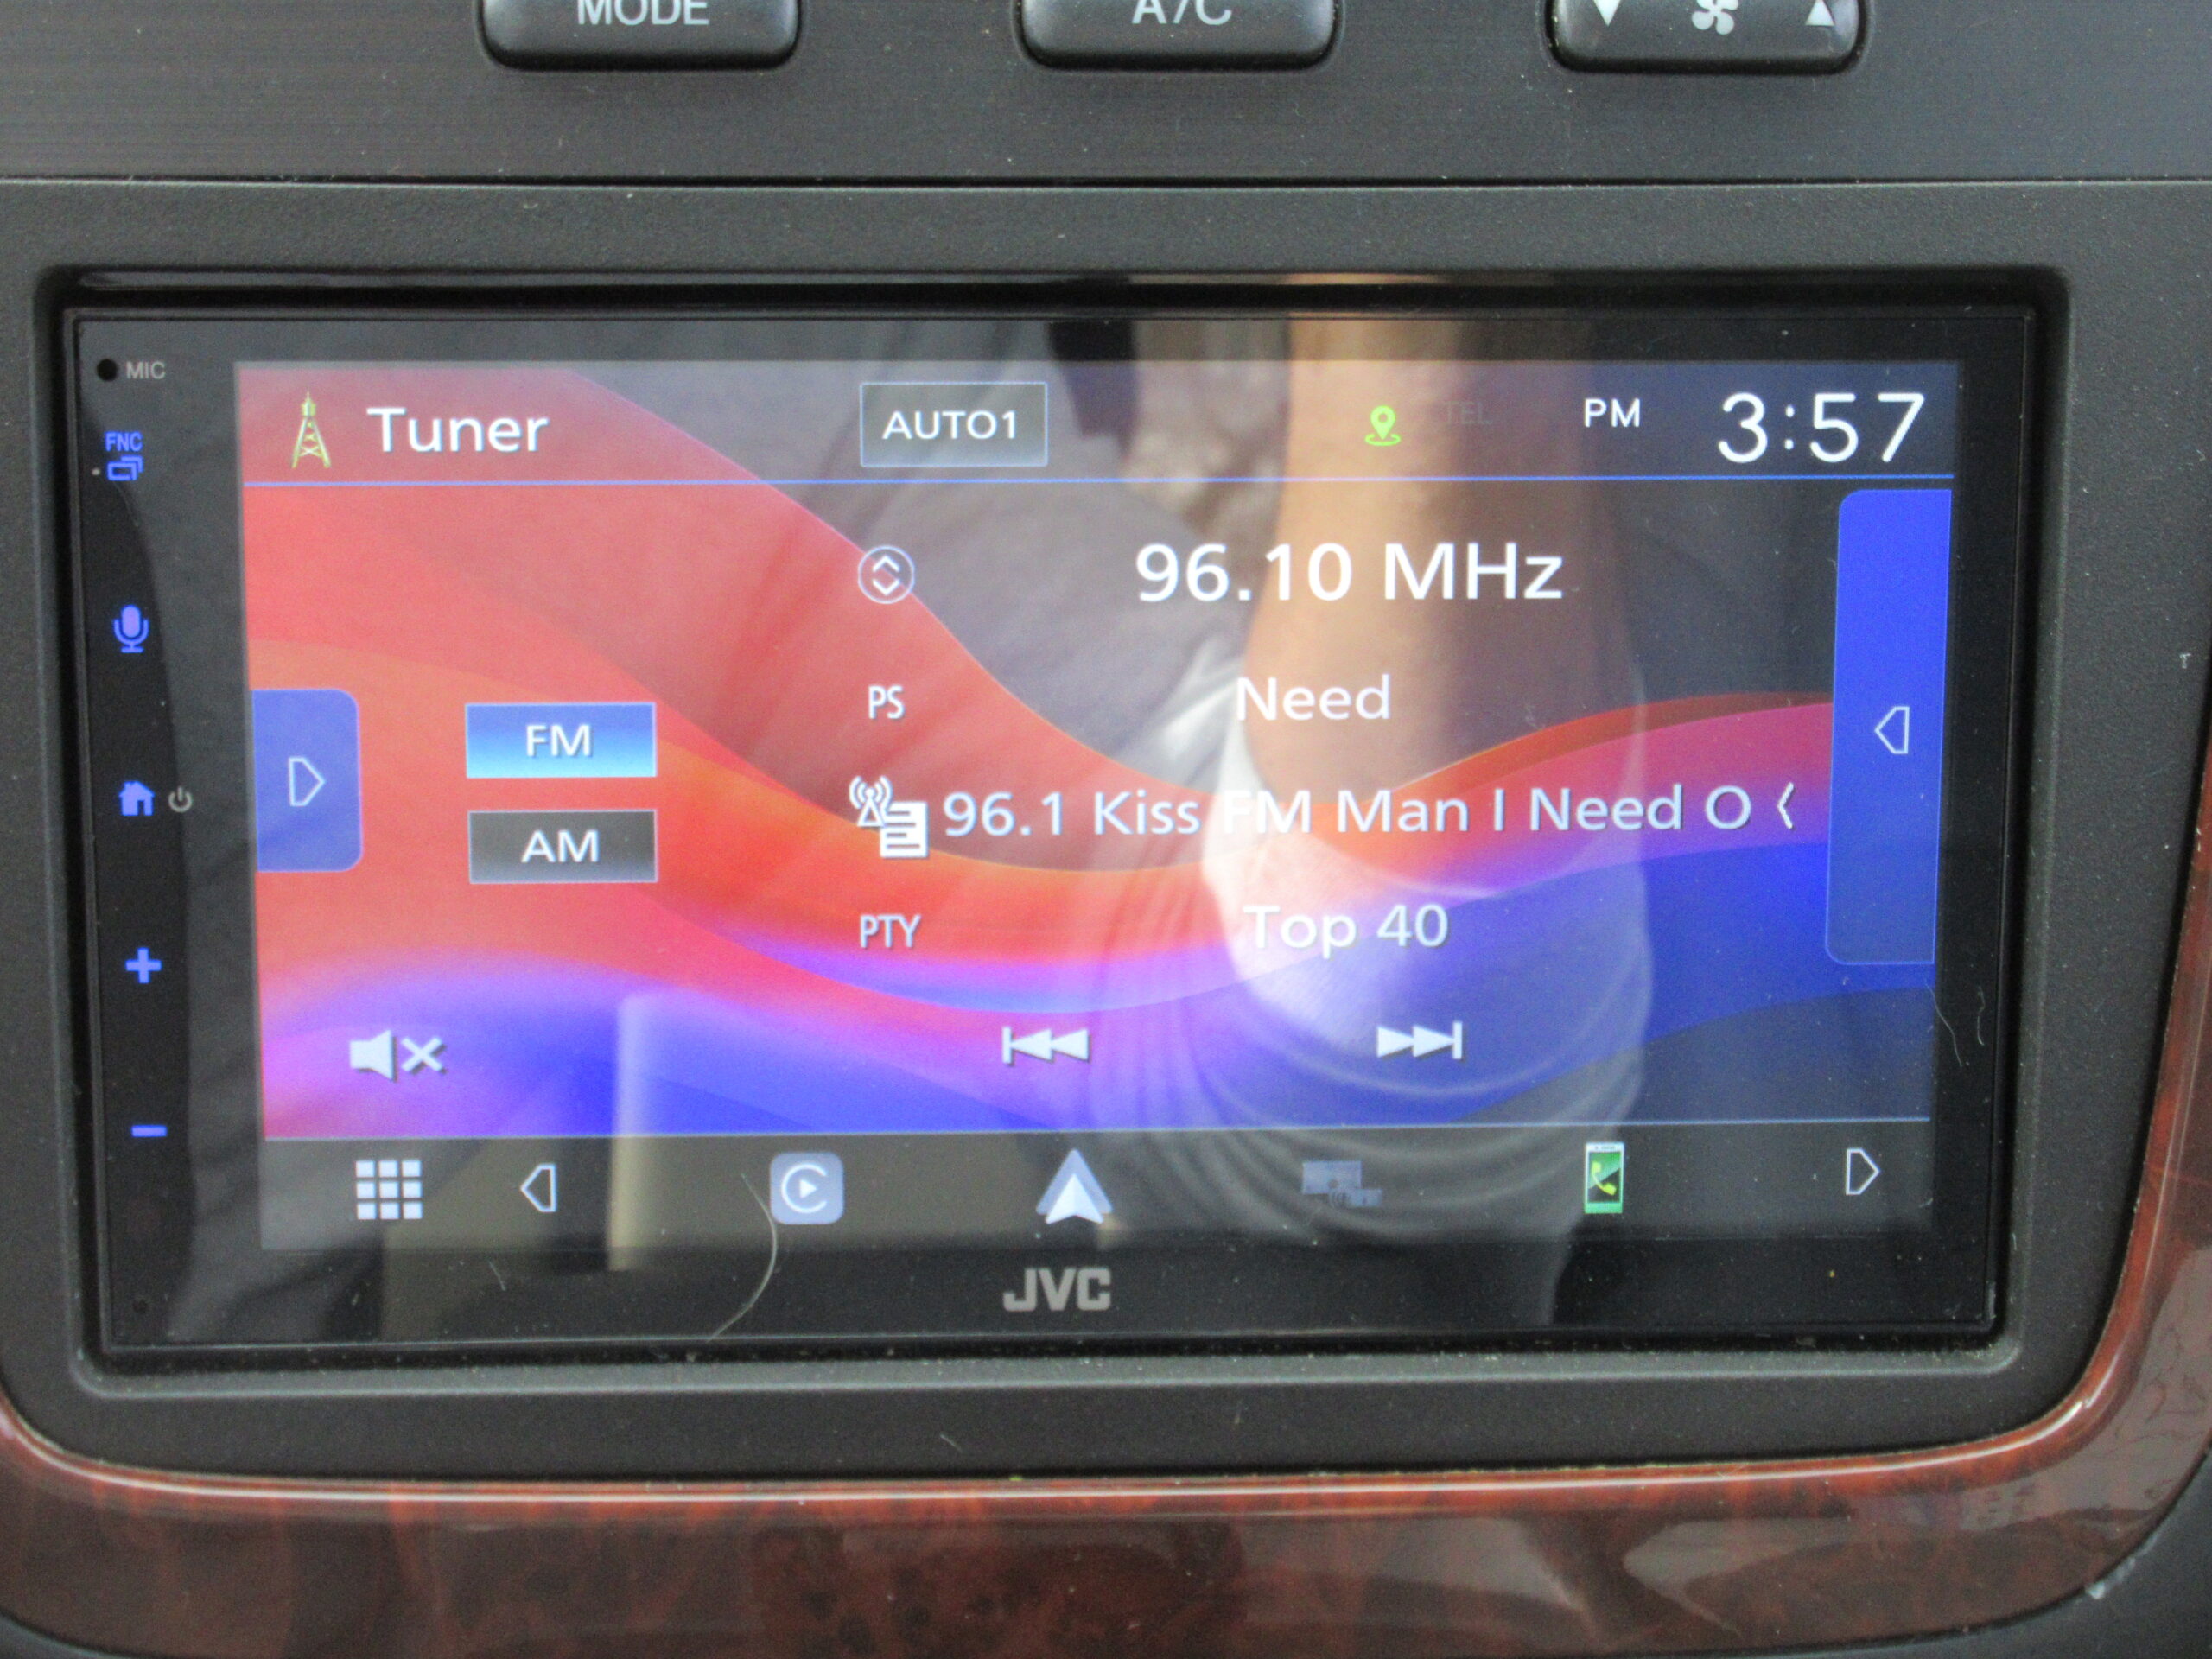 MODE A/C
MIC
Tuner AUTO1 TEL PM 3:57
FNC
96.10 MHz
PS Need
FM
96.1 Kiss FM Man I Need O
AM
PTY Top 40
JVC